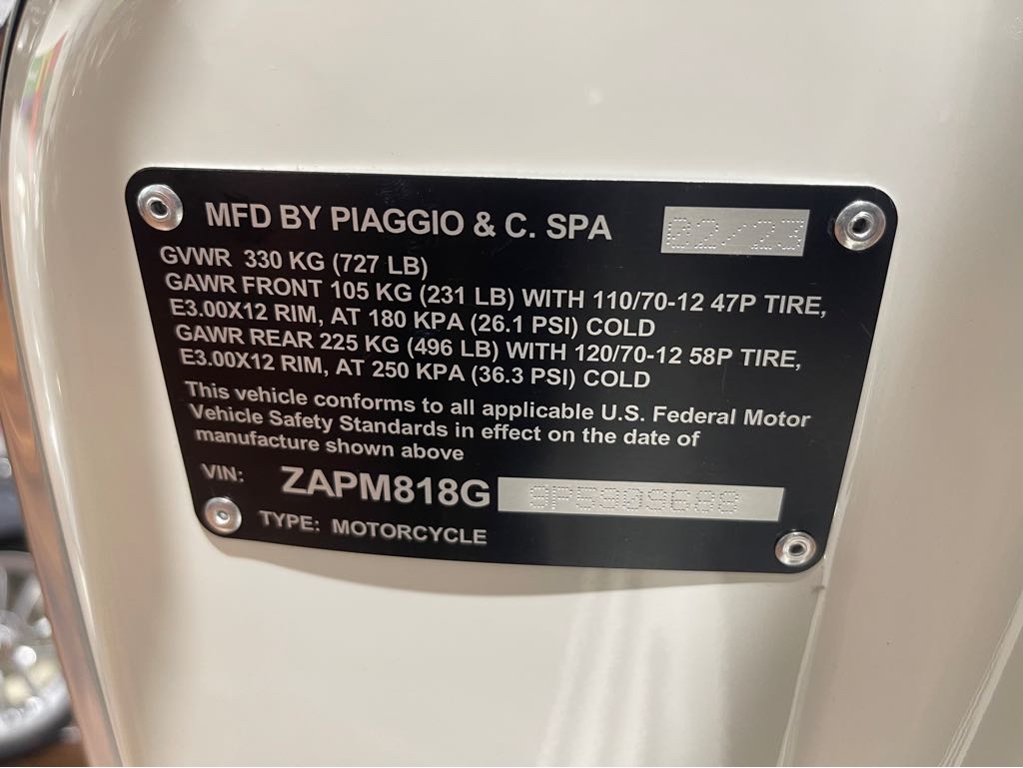 MFD BY PIAGGIO & C. SPA 02/23
GVWR 330 KG (727 LB)
GAWR FRONT 105 KG (231 LB) WITH 110/70-12 47P TIRE,
E3.00X12 RIM, AT 180 KPA (26.1 PSI) COLD
GAWR REAR 225 KG (496 LB) WITH 120/70-12 58P TIRE,
E3.00X12 RIM, AT 250 KPA (36.3 PSI) COLD
This vehicle conforms to all applicable U.S. Federal Motor
Vehicle Safety Standards in effect on the date of
manufacture shown above
VIN: ZAPM818G
TYPE: MOTORCYCLE